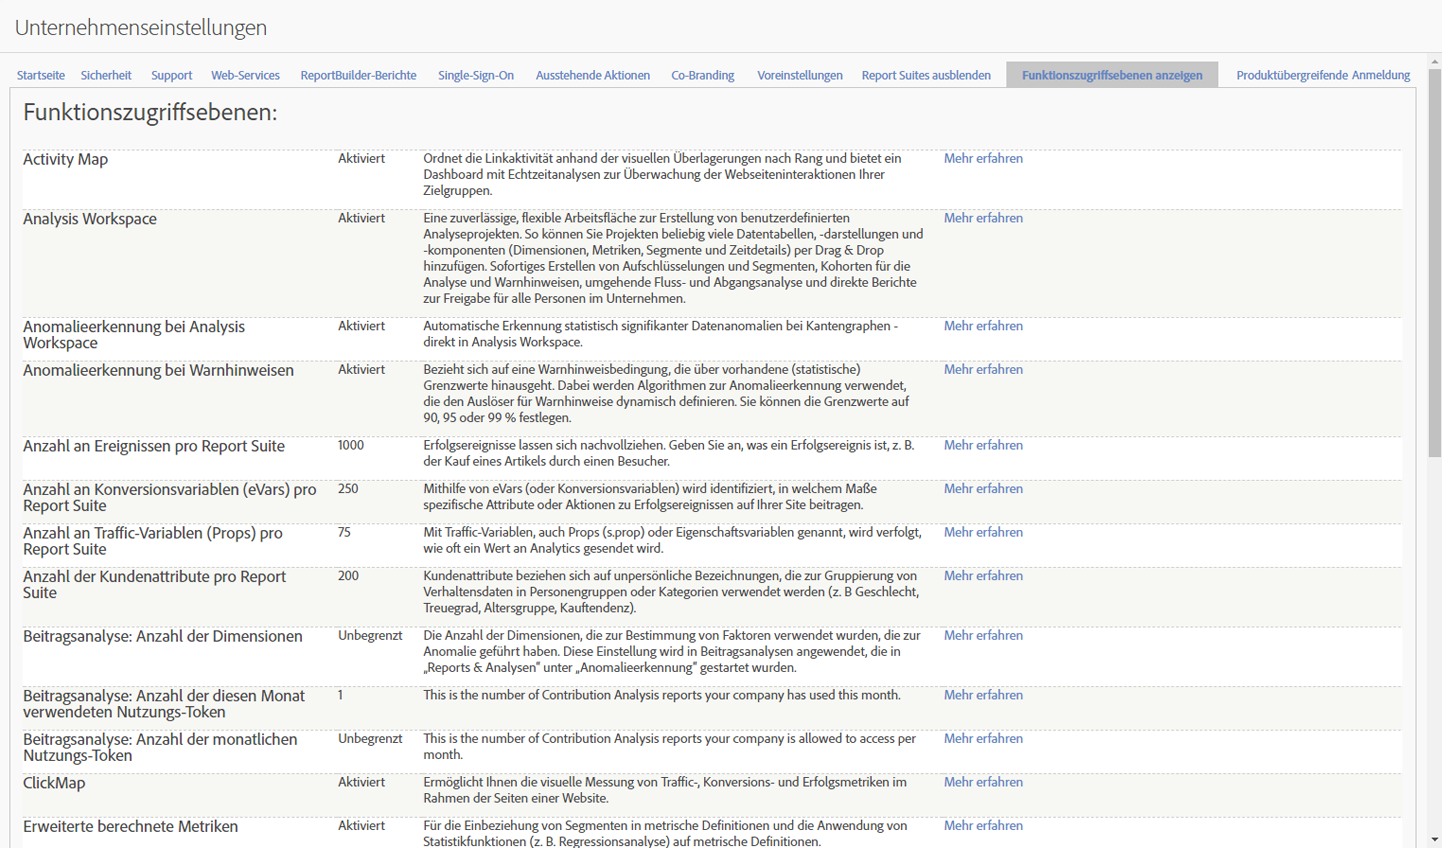 Unternehmenseinstellungen
Startseite Sicherheit Support Web-Services ReportBuilder-Berichte Single-Sign-On Ausstehende Aktionen Co-Branding Voreinstellungen Report Suites ausblenden Funktionszugriffsebenen anzeigen Produktübergreifende Anmeldung
Funktionszugriffsebenen:
Activity Map Aktiviert Ordnet die Linkaktivität anhand der visuellen Überlagerungen nach Rang und bietet ein Mehr erfahren
Dashboard mit Echtzeitanalysen zur Überwachung der Webseiteninteraktionen Ihrer
Zielgruppen.
Analysis Workspace Aktiviert Eine zuverlässige, flexible Arbeitsfläche zur Erstellung von benutzerdefinierten Mehr erfahren
Analyseprojekten. So können Sie Projekten beliebig viele Datentabellen, -darstellungen und
-komponenten (Dimensionen, Metriken, Segmente und Zeitdetails) per Drag & Drop
hinzufügen. Sofortiges Erstellen von Aufschlüsselungen und Segmenten, Kohorten für die
Analyse und Warnhinweisen, umgehende Fluss- und Abgangsanalyse und direkte Berichte
zur Freigabe für alle Personen im Unternehmen.
Anomalieerkennung bei Analysis Aktiviert Automatische Erkennung statistisch signifikanter Datenanomalien bei Kantengraphen - Mehr erfahren
Workspace direkt in Analysis Workspace.
Anomalieerkennung bei Warnhinweisen Aktiviert Bezieht sich auf eine Warnhinweisbedingung, die über vorhandene (statistische) Mehr erfahren
Grenzwerte hinausgeht. Dabei werden Algorithmen zur Anomalieerkennung verwendet,
die den Auslöser für Warnhinweise dynamisch definieren. Sie können die Grenzwerte auf
90, 95 oder 99 % festlegen.
Anzahl an Ereignissen pro Report Suite 1000 Erfolgsereignisse lassen sich nachvollziehen. Geben Sie an, was ein Erfolgsereignis ist, z. B. Mehr erfahren
der Kauf eines Artikels durch einen Besucher.
Anzahl an Konversionsvariablen (eVars) pro 250 Mithilfe von eVars (oder Konversionsvariablen) wird identifiziert, in welchem Maße Mehr erfahren
Report Suite spezifische Attribute oder Aktionen zu Erfolgsereignissen auf Ihrer Site beitragen.
Anzahl an Traffic-Variablen (Props) pro 75 Mit Traffic-Variablen, auch Props (s.prop) oder Eigenschaftsvariablen genannt, wird verfolgt, Mehr erfahren
Report Suite wie oft ein Wert an Analytics gesendet wird.
Anzahl der Kundenattribute pro Report 200 Kundenattribute beziehen sich auf unpersönliche Bezeichnungen, die zur Gruppierung von Mehr erfahren
Suite Verhaltensdaten in Personengruppen oder Kategorien verwendet werden (z. B Geschlecht,
Treuegrad, Altersgruppe, Kauftendenz).
Beitragsanalyse: Anzahl der Dimensionen Unbegrenzt Die Anzahl der Dimensionen, die zur Bestimmung von Faktoren verwendet wurden, die zur Mehr erfahren
Anomalie geführt haben. Diese Einstellung wird in Beitragsanalysen angewendet, die in
„Reports & Analysen“ unter „Anomalieerkennung“ gestartet wurden.
Beitragsanalyse: Anzahl der diesen Monat 1 This is the number of Contribution Analysis reports your company has used this month. Mehr erfahren
verwendeten Nutzungs-Token
Beitragsanalyse: Anzahl der monatlichen Unbegrenzt This is the number of Contribution Analysis reports your company is allowed to access per Mehr erfahren
Nutzungs-Token month.
ClickMap Aktiviert Ermöglicht Ihnen die visuelle Messung von Traffic-, Konversions- und Erfolgsmetriken im Mehr erfahren
Rahmen der Seiten einer Website.
Erweiterte berechnete Metriken Aktiviert Für die Einbeziehung von Segmenten in metrische Definitionen und die Anwendung von Mehr erfahren
Statistikfunktionen (z. B. Regressionsanalyse) auf metrische Definitionen.